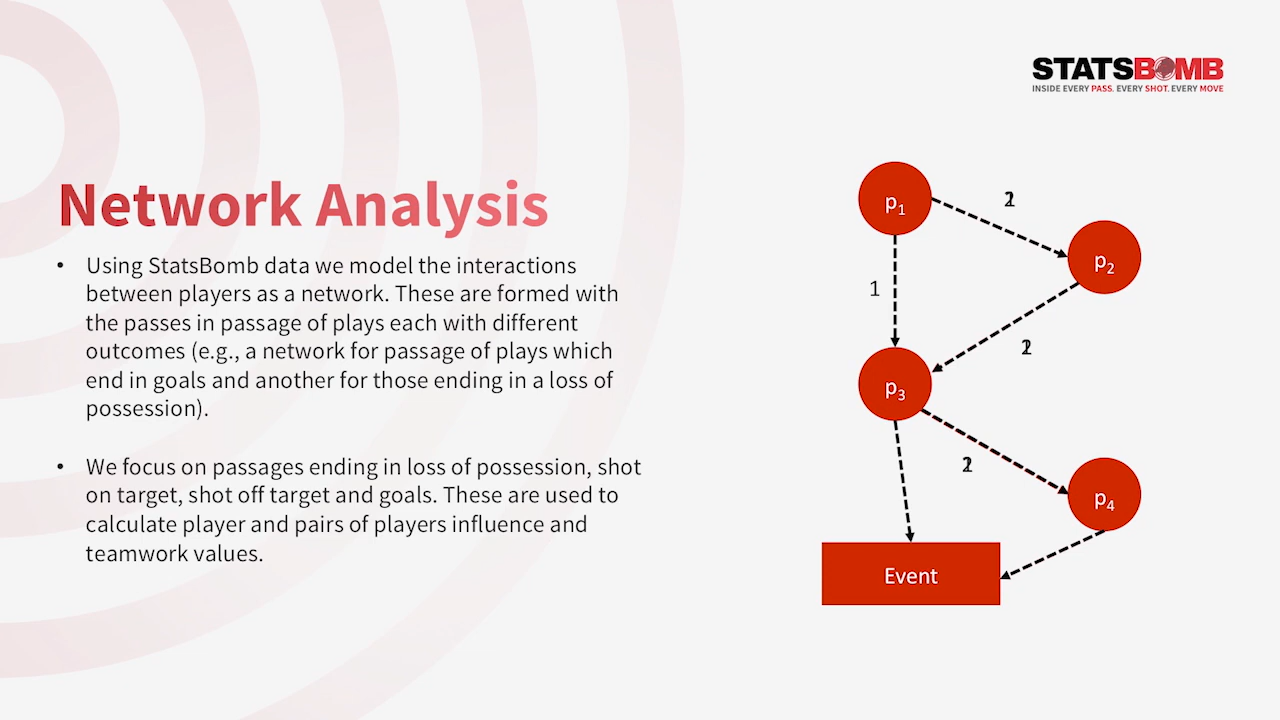 STATSBOMB
INSIDE EVERY PASS. EVERY SHOT. EVERY MOVE
Network Analysis
• Using StatsBomb data we model the interactions
between players as a network. These are formed with
the passes in passage of plays each with different
outcomes (e.g., a network for passage of plays which
end in goals and another for those ending in a loss of
possession).
• We focus on passages ending in loss of possession, shot
on target, shot off target and goals. These are used to
calculate player and pairs of players influence and
teamwork values.
p1
p2
1
p3
p4
Event